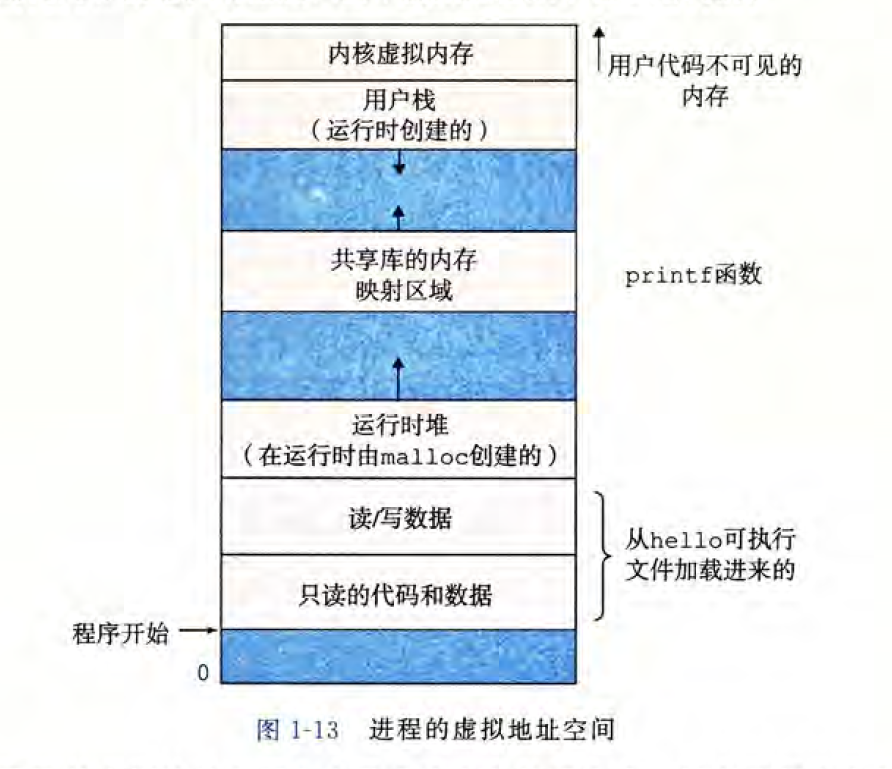 内核虚拟内存
用户代码不可见的
内存
用户栈
（运行时创建的）
共享库的内存
映射区域
printf函数
运行时堆
（在运行时由malloc创建的）
读/写数据
从hello可执行
文件加载进来的
只读的代码和数据
程序开始
0
图 1-13 进程的虚拟地址空间